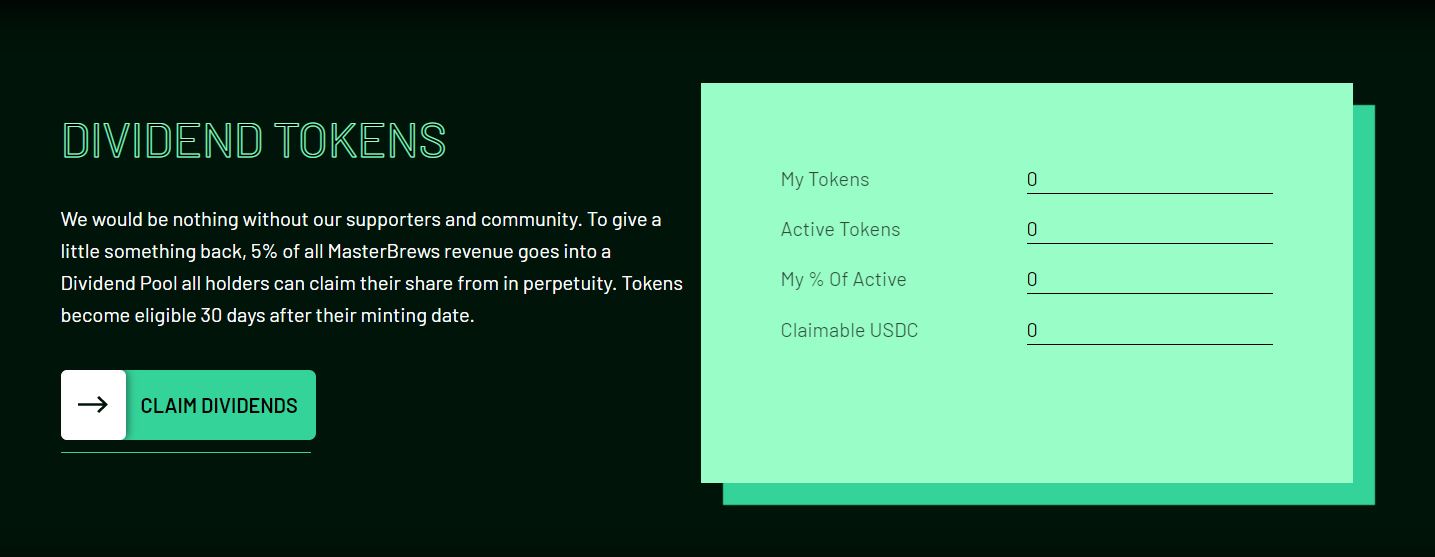 DIVIDEND TOKENS
We would be nothing without our supporters and community. To give a
little something back, 5% of all MasterBrews revenue goes into a
Dividend Pool all holders can claim their share from in perpetuity. Tokens
become eligible 30 days after their minting date.
CLAIM DIVIDENDS
My Tokens 0
Active Tokens 0
My % Of Active 0
Claimable USDC 0